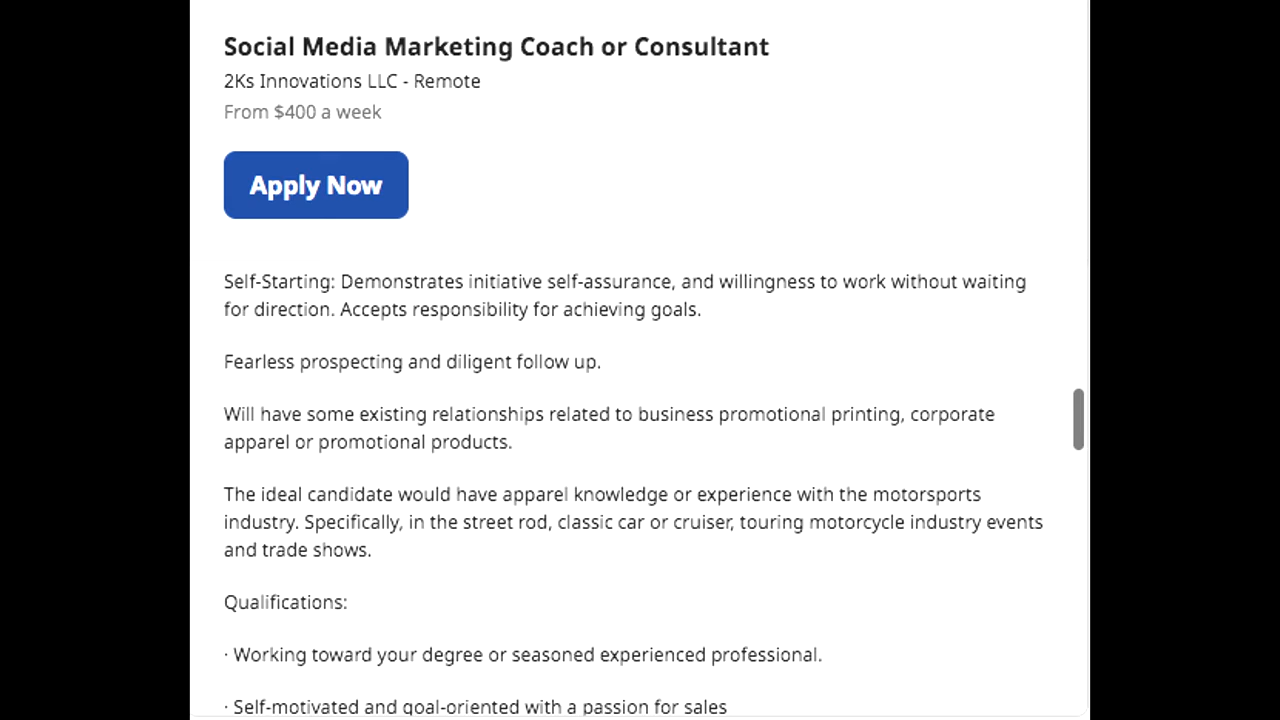 Social Media Marketing Coach or Consultant
2Ks Innovations LLC - Remote
From $400 a week
Apply Now
Self-Starting: Demonstrates initiative self-assurance, and willingness to work without waiting
for direction. Accepts responsibility for achieving goals.
Fearless prospecting and diligent follow up.
Will have some existing relationships related to business promotional printing, corporate
apparel or promotional products.
The ideal candidate would have apparel knowledge or experience with the motorsports
industry. Specifically, in the street rod, classic car or cruiser, touring motorcycle industry events
and trade shows.
Qualifications:
· Working toward your degree or seasoned experienced professional.
· Self-motivated and goal-oriented with a passion for sales